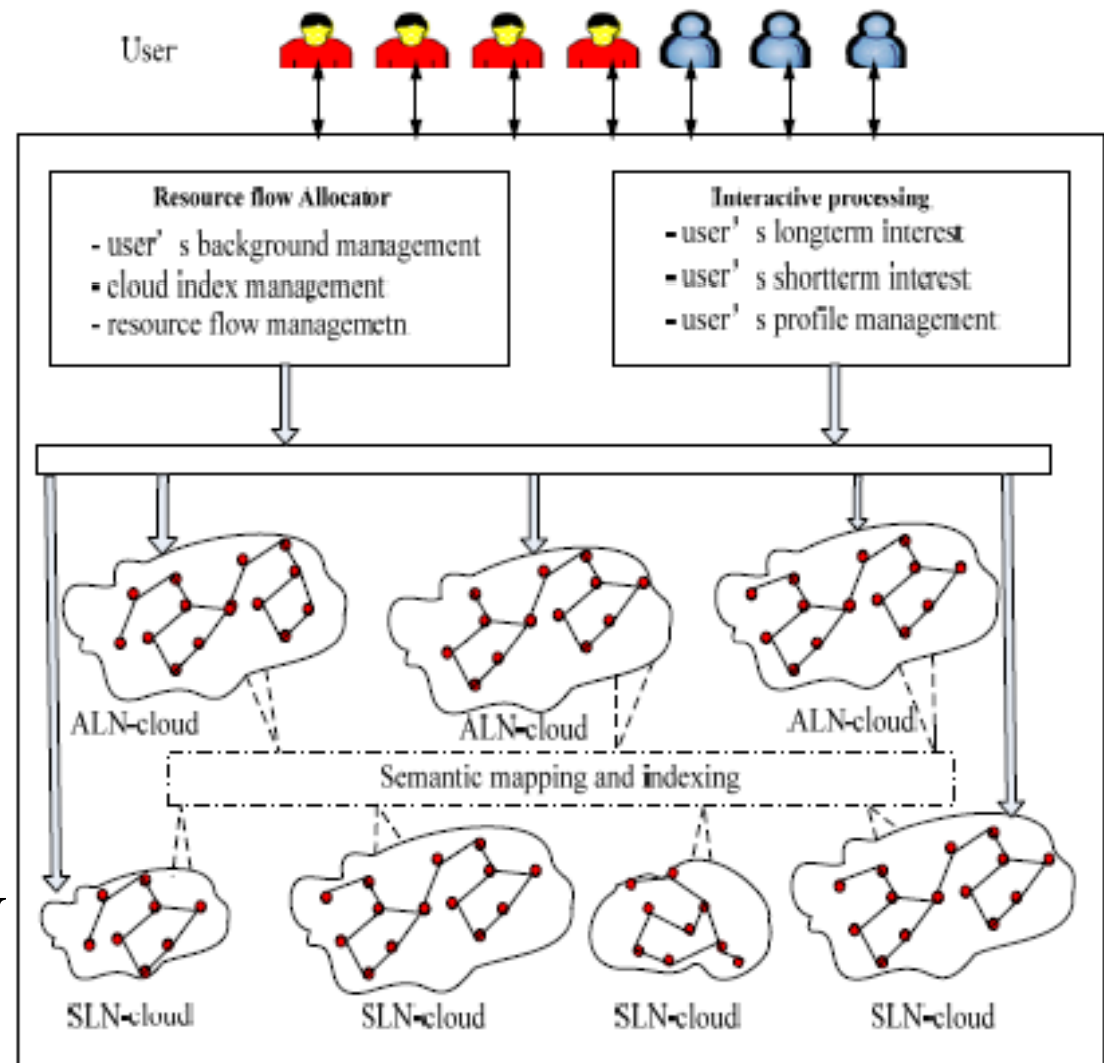 User
Resource flow Allocator
- user’s background management
- cloud index management
- resource flow managemetn
Interactive processing
- user’s longterm interest
- user’s shortterm interest
- user’s profile management
ALN-cloud
ALN-cloud
ALN-cloud
Semantic mapping and indexing
SLN-cloud
SLN-cloud
SLN-cloud
SLN-cloud